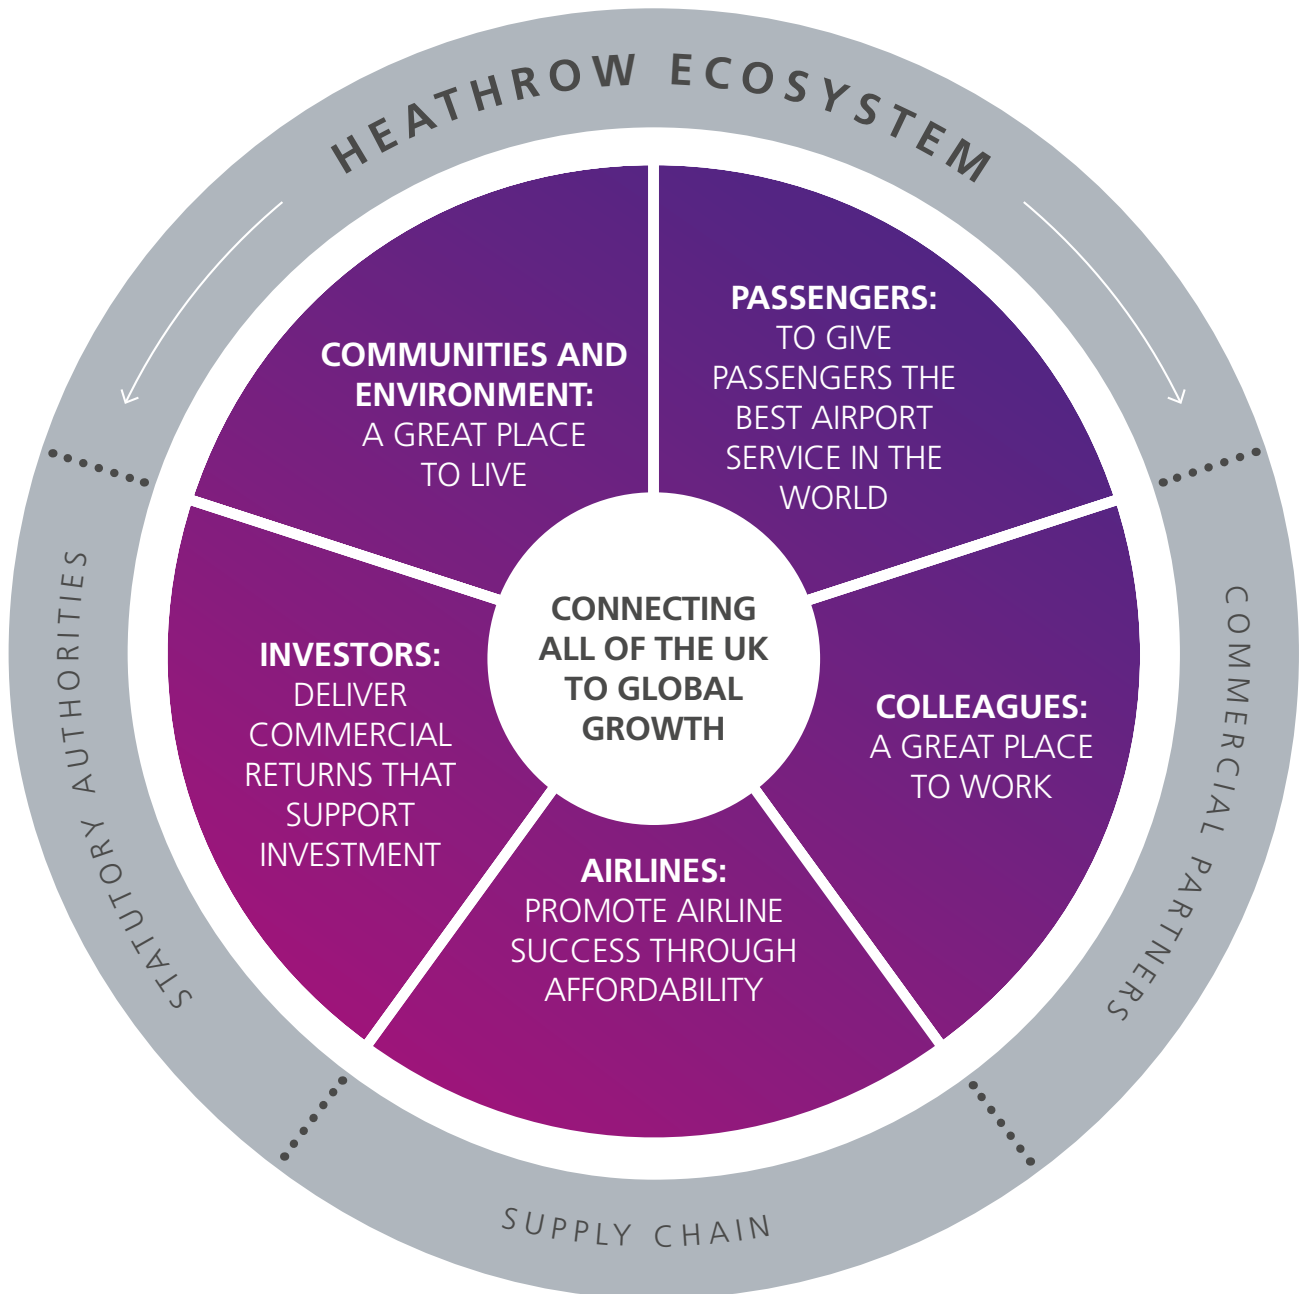 HEATHROW ECOSYSTEM
PASSENGERS:
TO GIVE
PASSENGERS THE
BEST AIRPORT
SERVICE IN THE
WORLD
COMMUNITIES AND
ENVIRONMENT:
A GREAT PLACE
TO LIVE
CONNECTING
ALL OF THE UK
TO GLOBAL
GROWTH
INVESTORS:
DELIVER
COMMERCIAL
RETURNS THAT
SUPPORT
INVESTMENT
COLLEAGUES:
A GREAT PLACE
TO WORK
AIRLINES:
PROMOTE AIRLINE
SUCCESS THROUGH
AFFORDABILITY
STATUTORY AUTHORITIES
COMMERCIAL PARTNERS
SUPPLY CHAIN